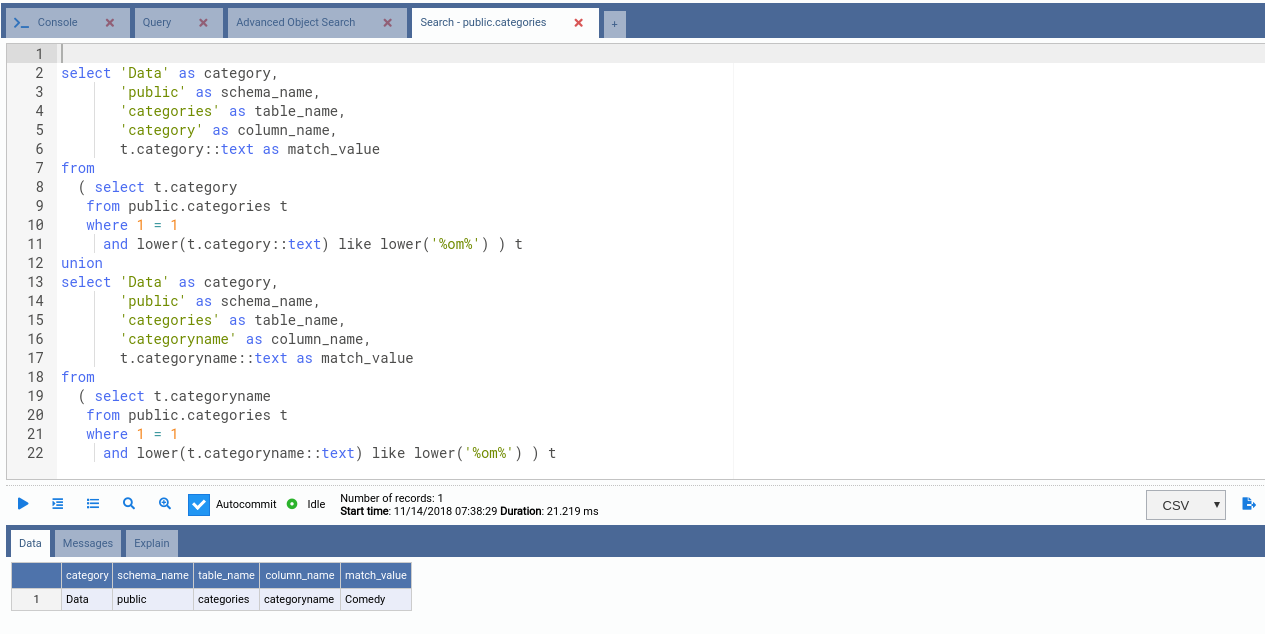 Console Query Advanced Object Search Search - public.categories +
1
2 select 'Data' as category,
3 'public' as schema_name,
4 'categories' as table_name,
5 'category' as column_name,
6 t.category::text as match_value
7 from
8 ( select t.category
9 from public.categories t
10 where 1 = 1
11 and lower(t.category::text) like lower('%om%') ) t
12 union
13 select 'Data' as category,
14 'public' as schema_name,
15 'categories' as table_name,
16 'categoryname' as column_name,
17 t.categoryname::text as match_value
18 from
19 ( select t.categoryname
20 from public.categories t
21 where 1 = 1
22 and lower(t.categoryname::text) like lower('%om%') ) t
Autocommit Idle Number of records: 1
Start time: 11/14/2018 07:38:29 Duration: 21.219 ms
CSV
Data Messages Explain
category schema_name table_name column_name match_value
1 Data public categories categoryname Comedy